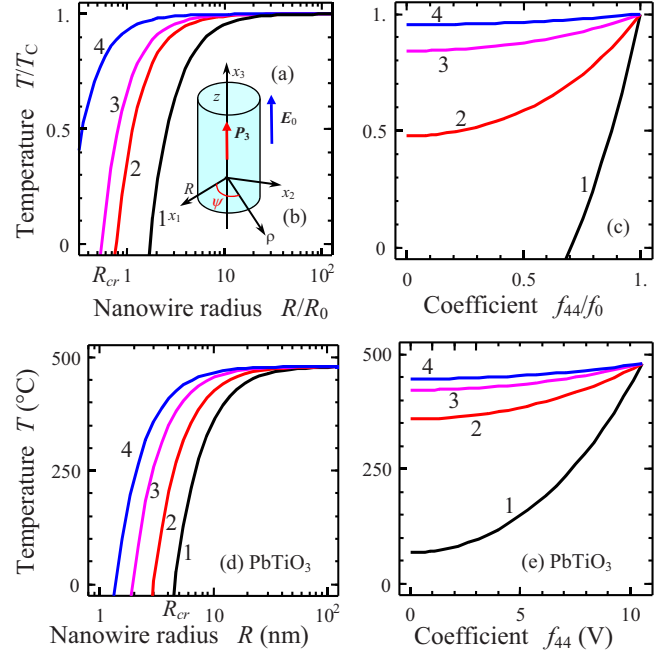 1.
4
3
2
1
0.5
0
Temperature T/T_C
(a)
x_3
z
P_3
E_0
R
x_1
x_2
ψ
ρ
(b)
R_cr
1
10
10^2
Nanowire radius R/R_0
1.
4
3
2
1
0.5
0
(c)
0
0.5
1.
Coefficient f_44/f_0
500
250
0
Temperature T (°C)
4
3
2
1
(d) PbTiO_3
1
R_cr
10
10^2
Nanowire radius R (nm)
500
250
0
4
3
2
1
(e) PbTiO_3
0
5
10
Coefficient f_44 (V)